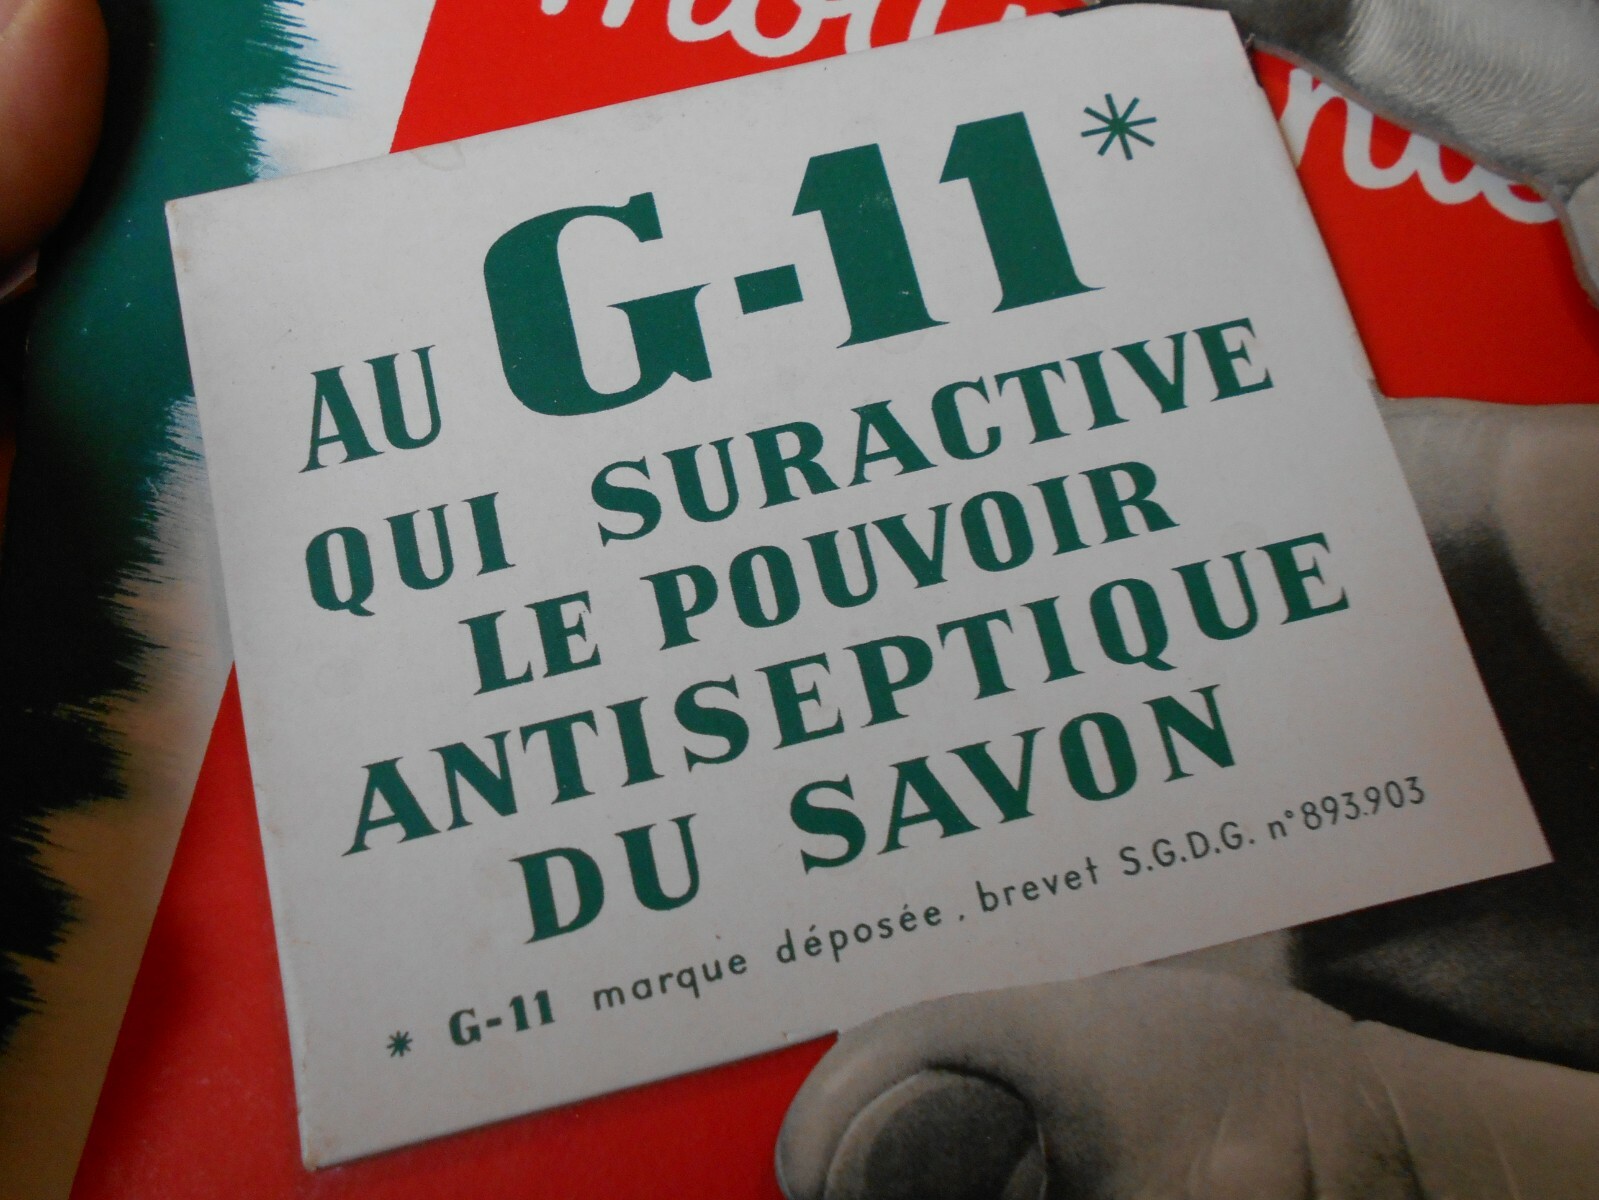 AU G-11*
QUI SURACTIVE
LE POUVOIR
ANTISEPTIQUE
DU SAVON
* G-11 marque déposée, brevet S.G.D.G. n° 893.903